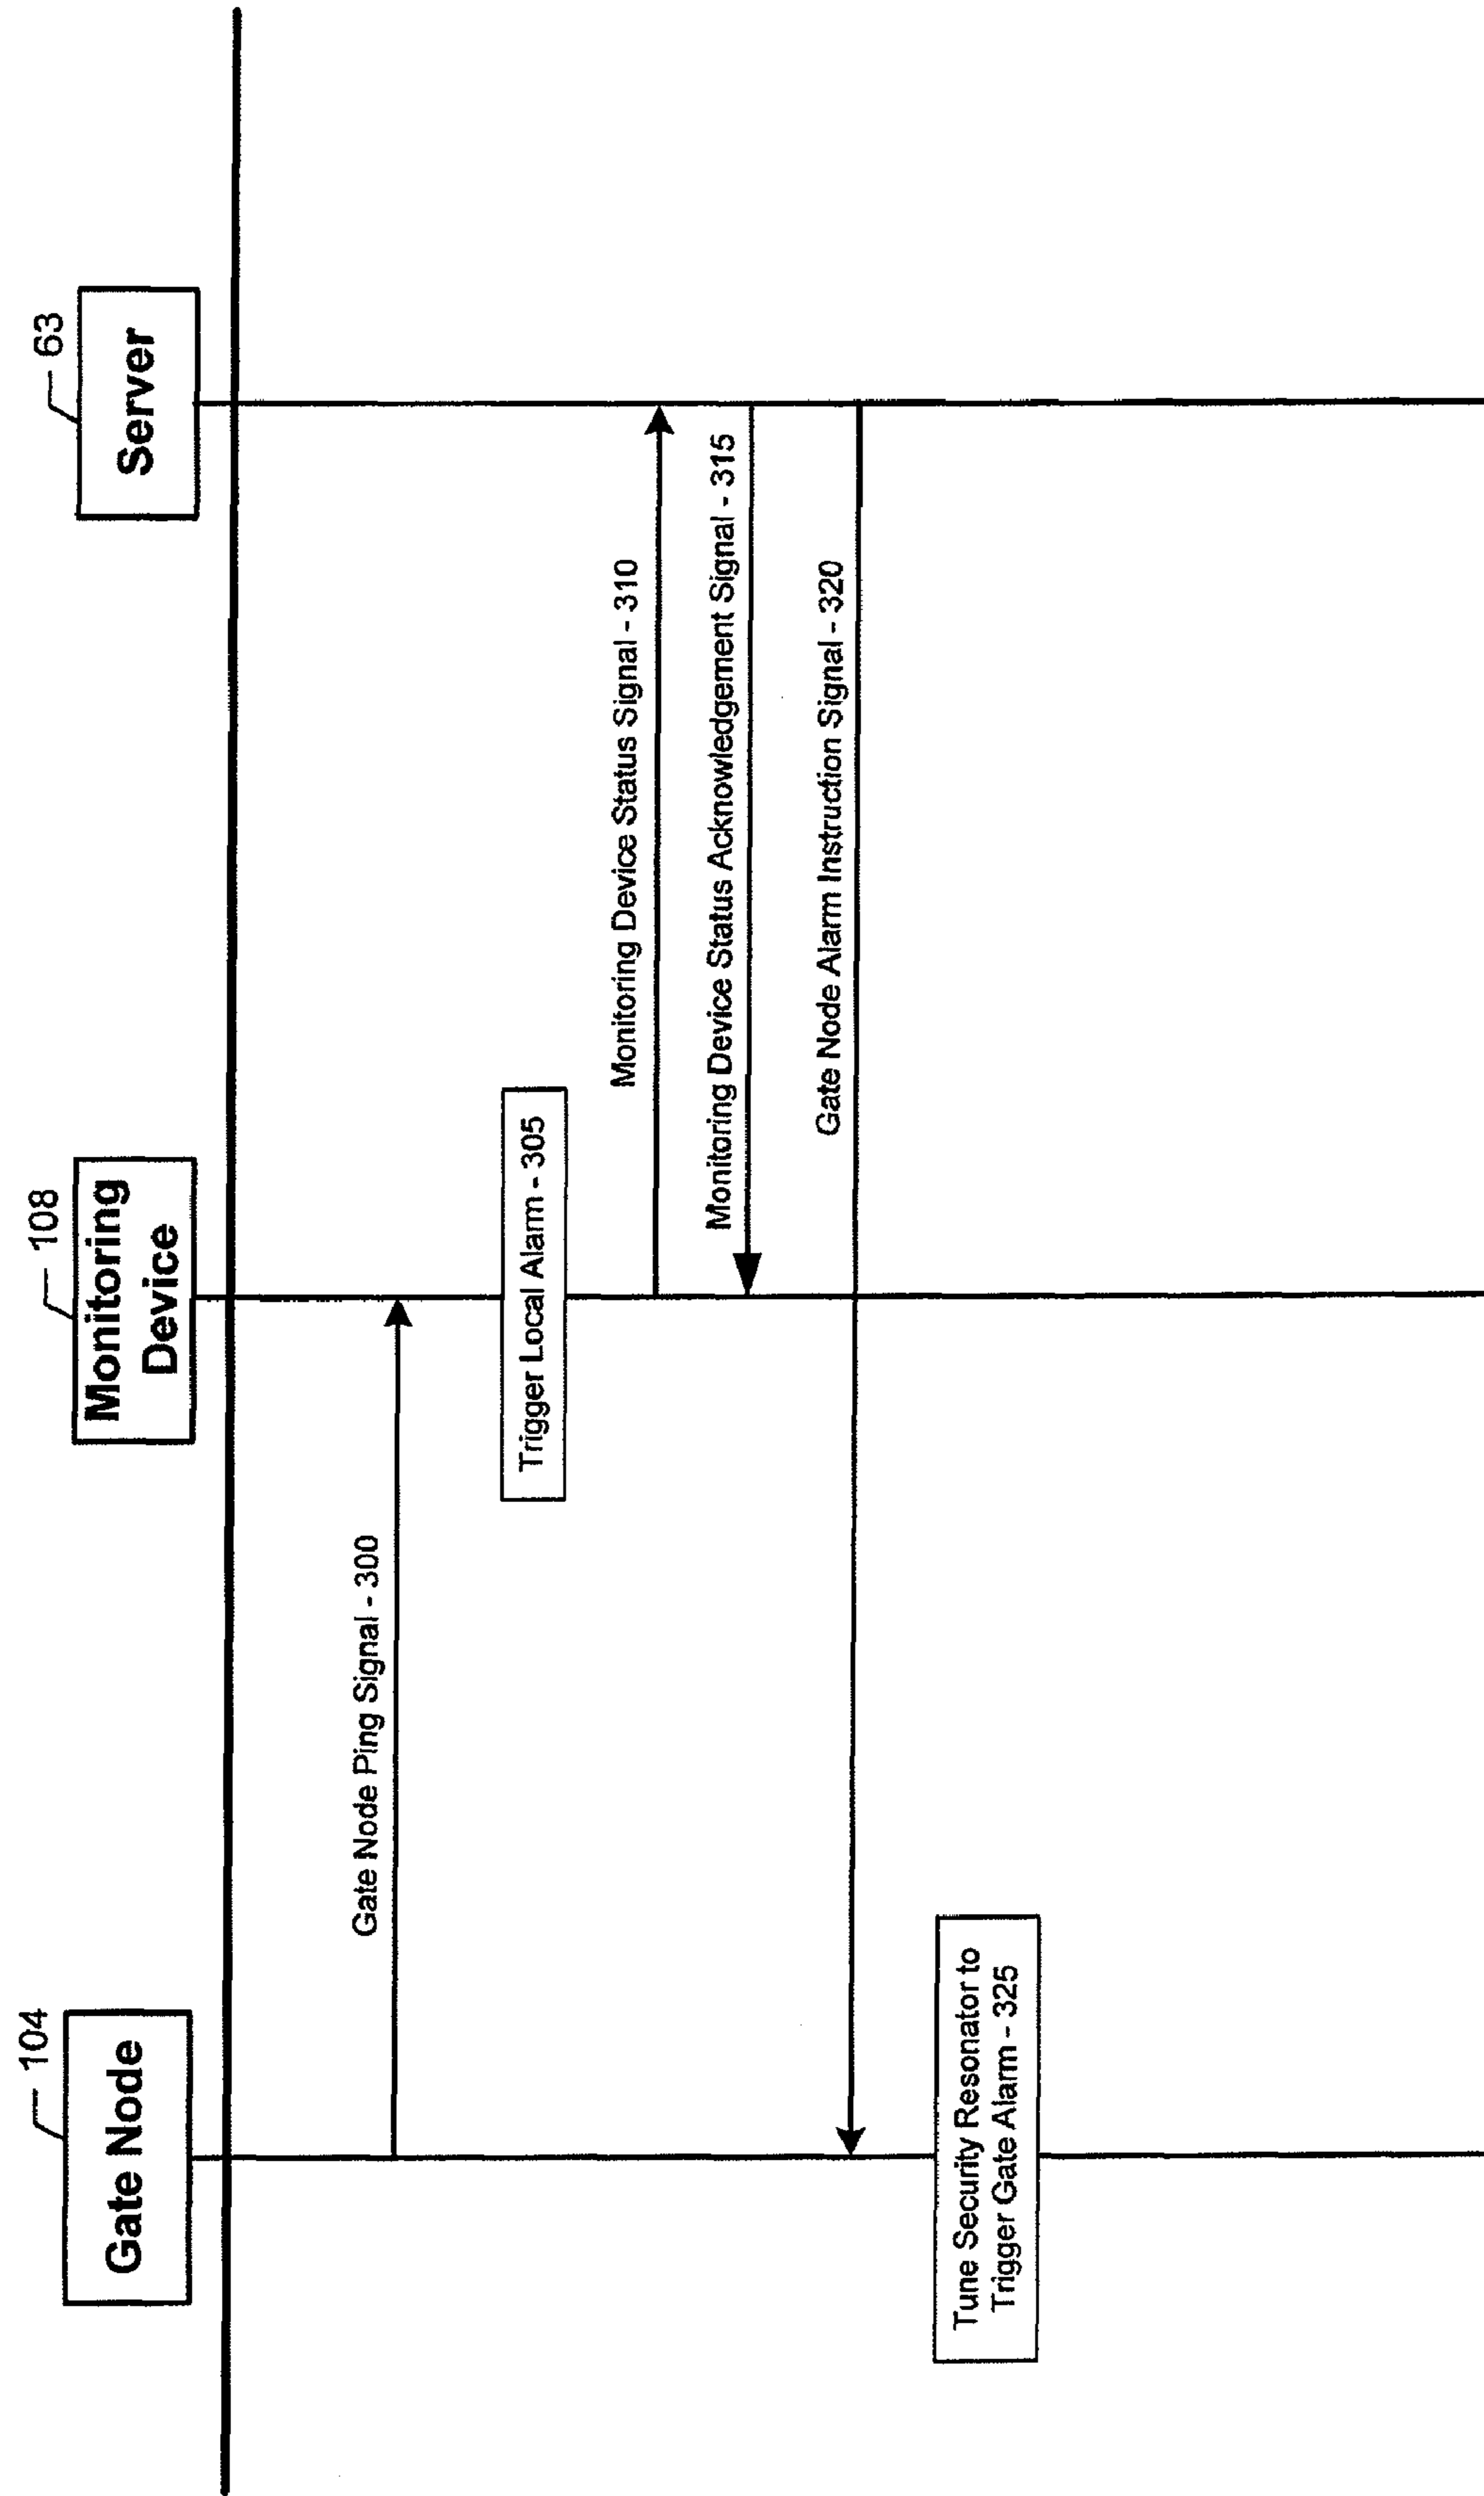 104
Gate Node
108
Monitoring
Device
63
Server
Gate Node Ping Signal - 300
Trigger Local Alarm - 305
Monitoring Device Status Signal - 310
Monitoring Device Status Acknowledgement Signal - 315
Gate Node Alarm Instruction Signal - 320
Tune Security Resonator to
Trigger Gate Alarm - 325